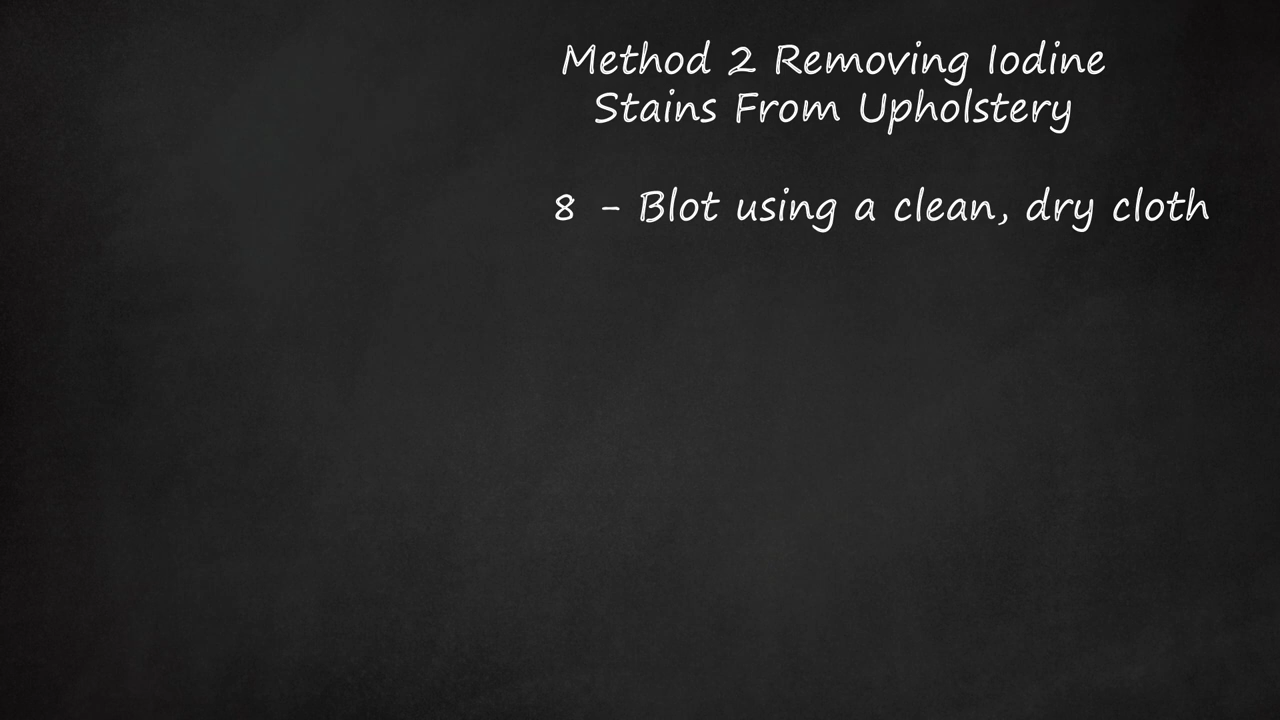 Method 2 Removing Iodine
Stains From Upholstery
8 - Blot using a clean, dry cloth